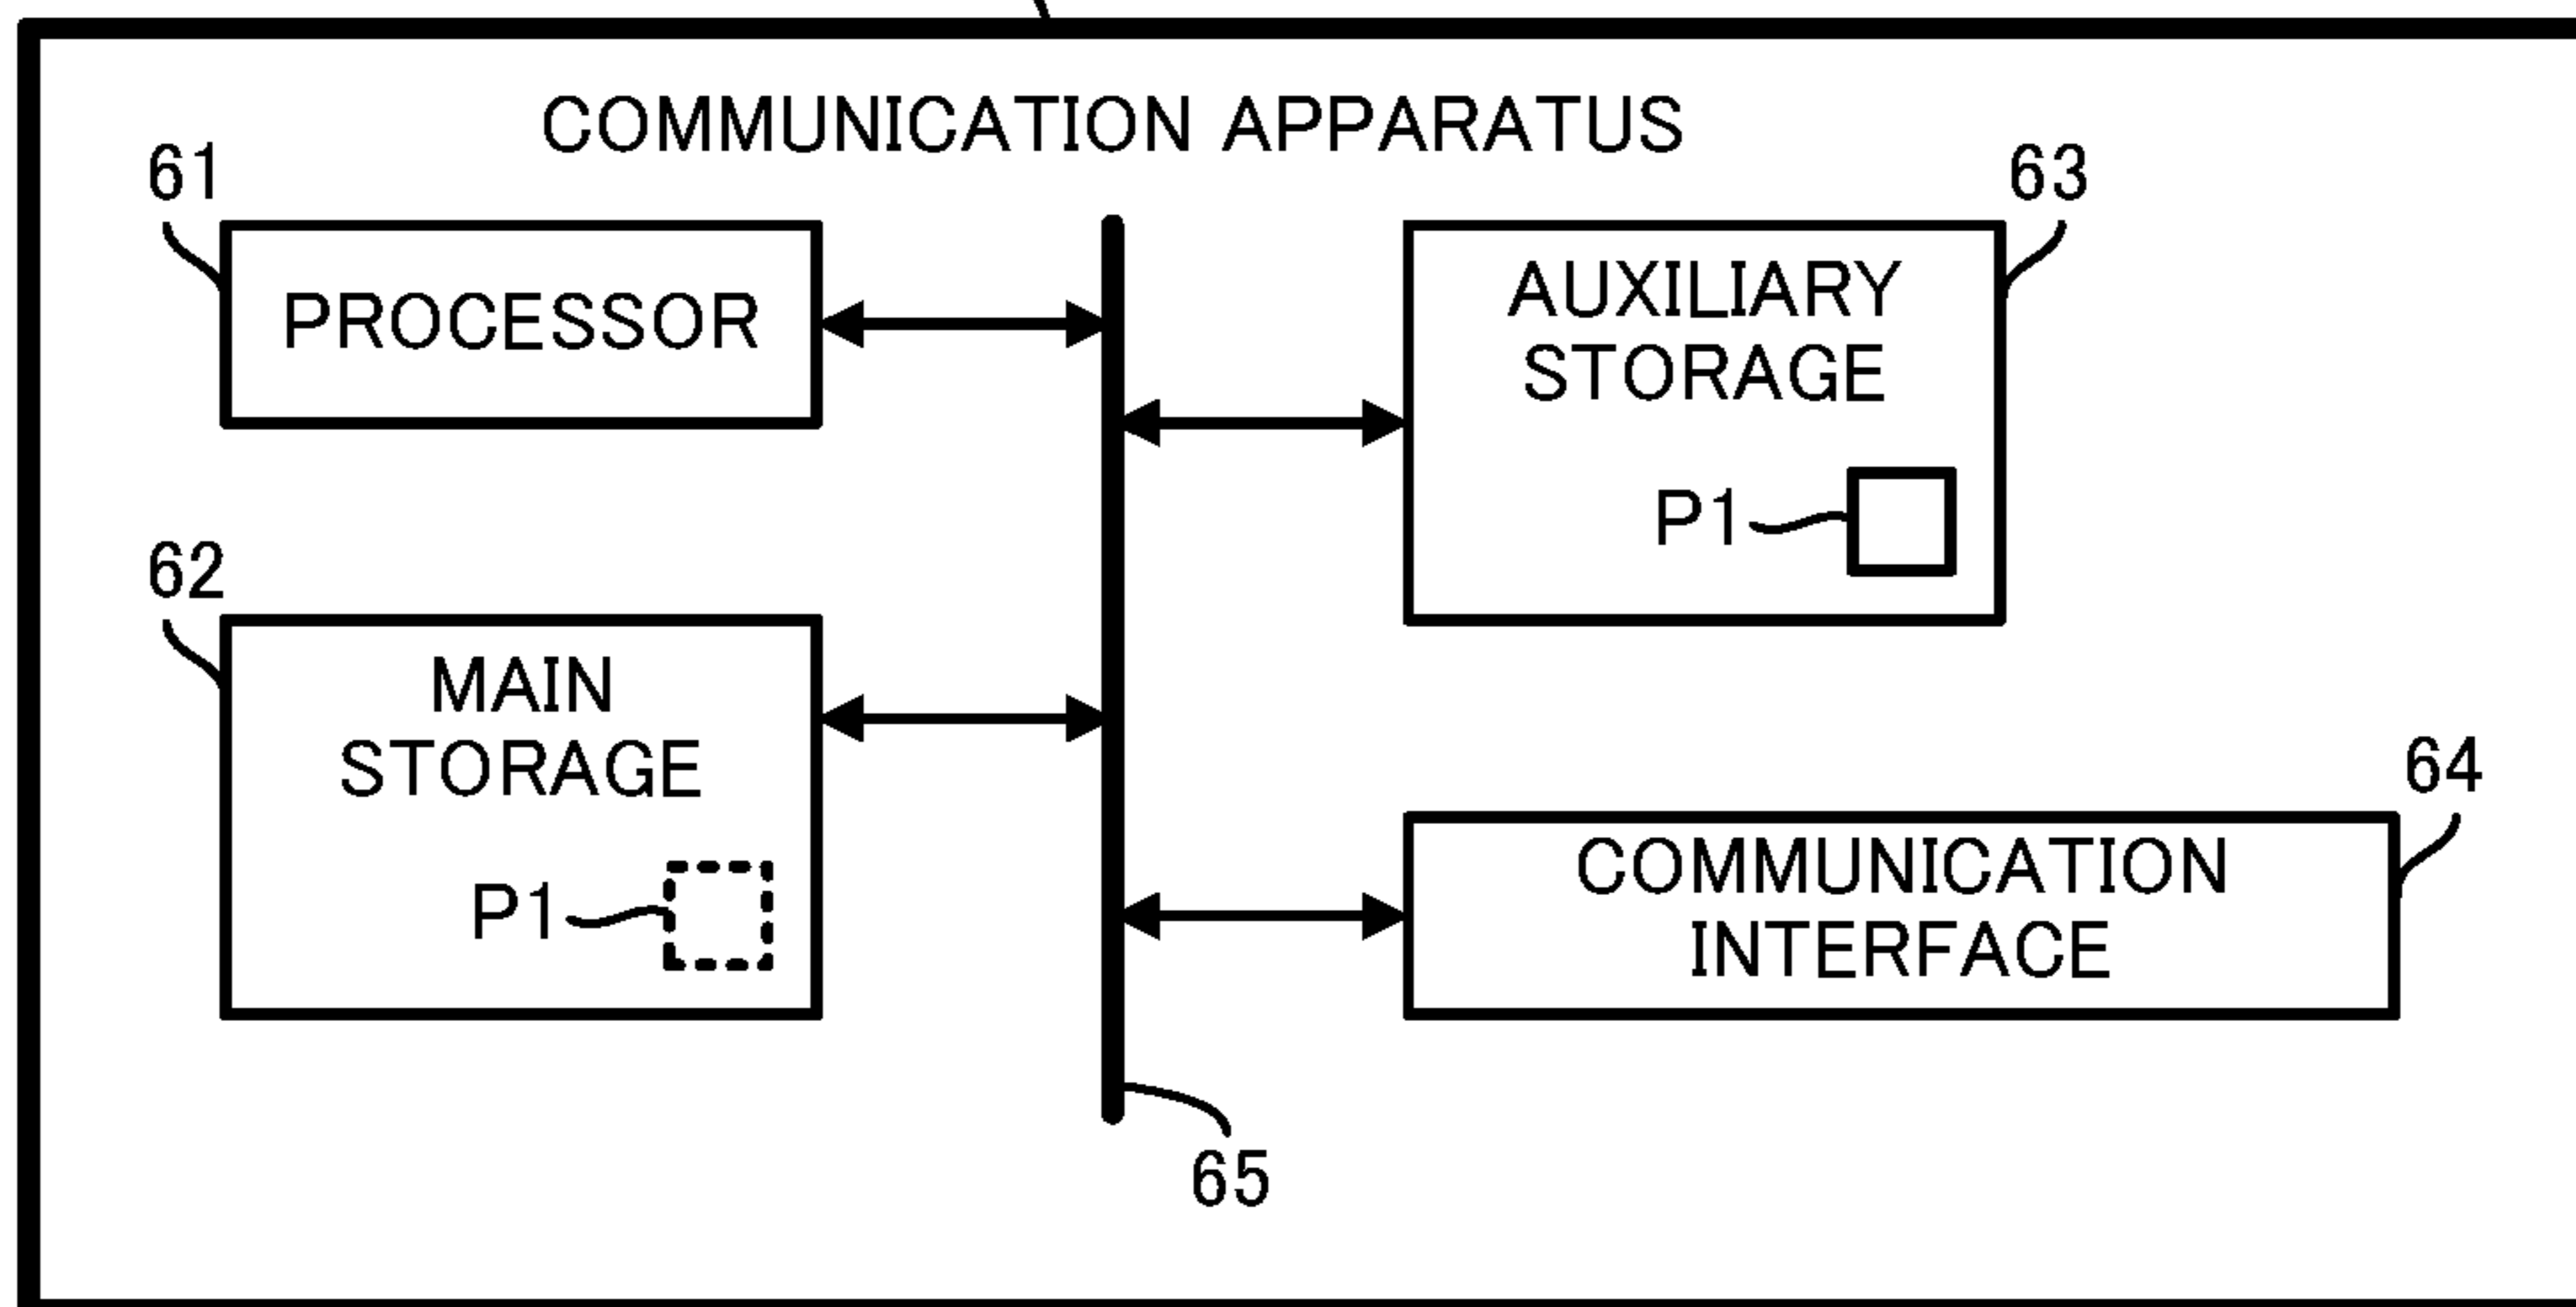 COMMUNICATION APPARATUS
61
PROCESSOR
63
AUXILIARY
STORAGE
P1
62
MAIN
STORAGE
P1
64
COMMUNICATION
INTERFACE
65